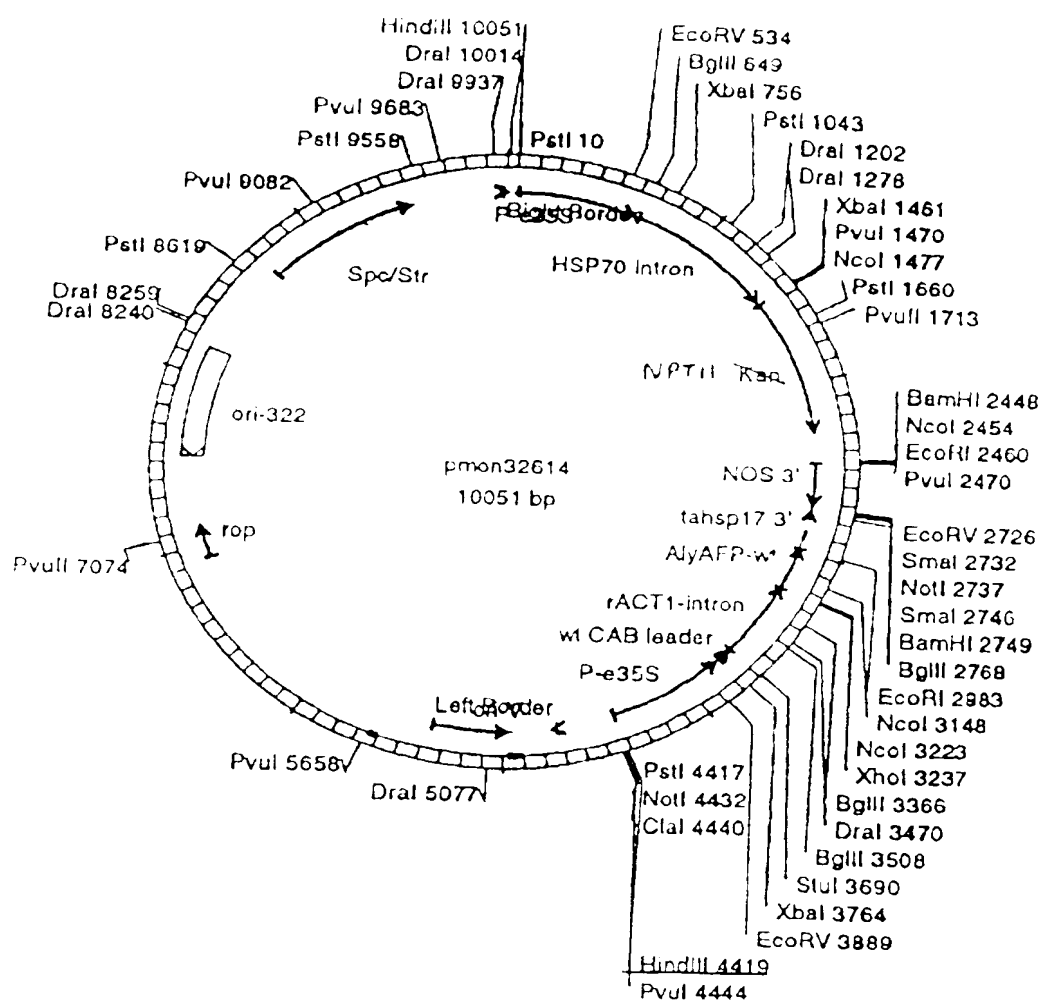 HindIII 10051
DraI 10014
DraI 9937
PvuI 9683
PstI 9558
PvuI 9082
PstI 8619
DraI 8259
DraI 8240
PvuII 7074
PvuI 5658
DraI 5077
PstI 10
EcoRV 534
BglII 649
XbaI 756
PstI 1043
DraI 1202
DraI 1278
XbaI 1461
PvuI 1470
NcoI 1477
PstI 1660
PvuII 1713
BamHI 2448
NcoI 2454
EcoRI 2460
PvuI 2470
EcoRV 2726
SmaI 2732
NotI 2737
SmaI 2746
BamHI 2749
BglII 2768
EcoRI 2983
NcoI 3148
NcoI 3223
XhoI 3237
BglII 3366
DraI 3470
BglII 3508
StuI 3690
XbaI 3764
EcoRV 3889
PstI 4417
NotI 4432
ClaI 4440
HindIII 4419
PvuI 4444
Right Border
HSP70 Intron
NPTII Kan
NOS 3'
tahsp17 3'
AlyAFP-wt
rACT1-intron
wt CAB leader
P-e35S
Left Border
rop
ori-322
Spc/Str
pmon32614
10051 bp